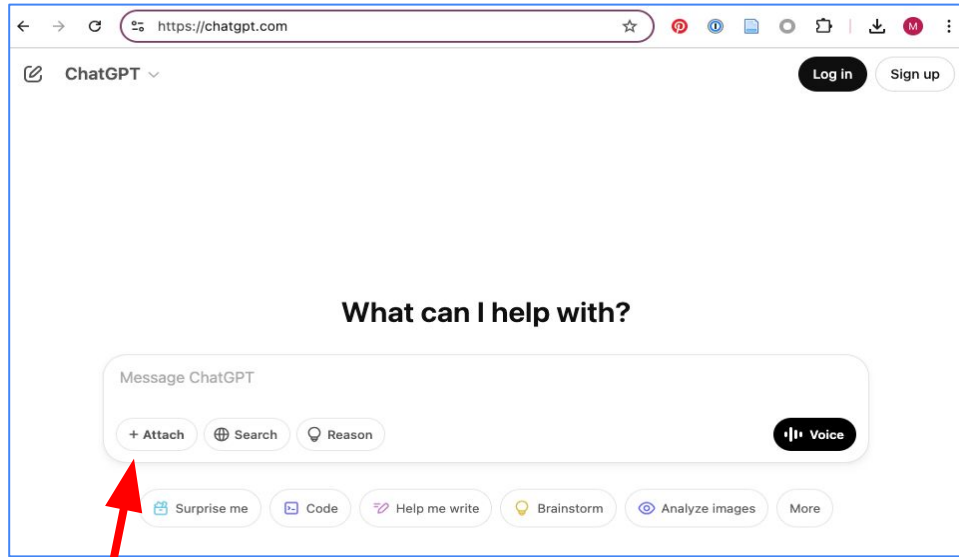 https://chatgpt.com
M
ChatGPT
Log in
Sign up
What can I help with?
Message ChatGPT
+ Attach
Search
Reason
Voice
Surprise me
Code
Help me write
Brainstorm
Analyze images
More